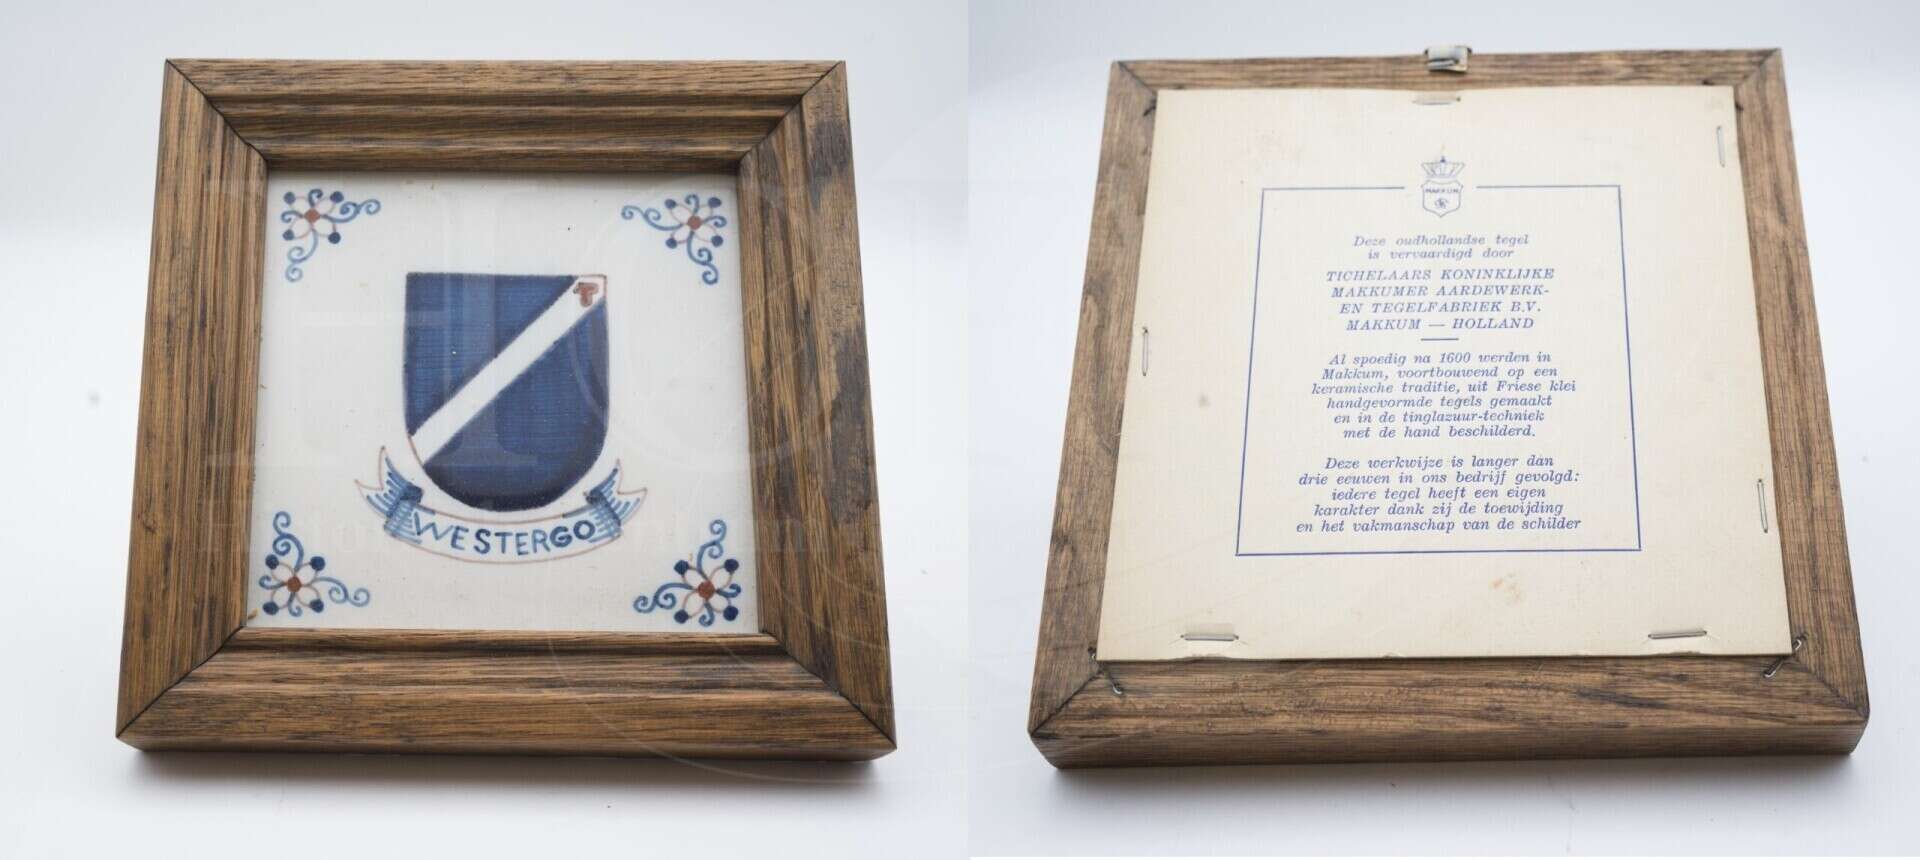 T
WESTERGO
MAKKUM
Deze oudhollandse tegel
is vervaardigd door
TICHELAARS KONINKLIJKE
MAKKUMER AARDEWERK-
EN TEGELFABRIEK B.V.
MAKKUM — HOLLAND
Al spoedig na 1600 werden in
Makkum, voortbouwend op een
keramische traditie, uit Friese klei
handgevormde tegels gemaakt
en in de tinglazuur-techniek
met de hand beschilderd.
Deze werkwijze is langer dan
drie eeuwen in ons bedrijf gevolgd:
iedere tegel heeft een eigen
karakter dank zij de toewijding
en het vakmanschap van de schilder